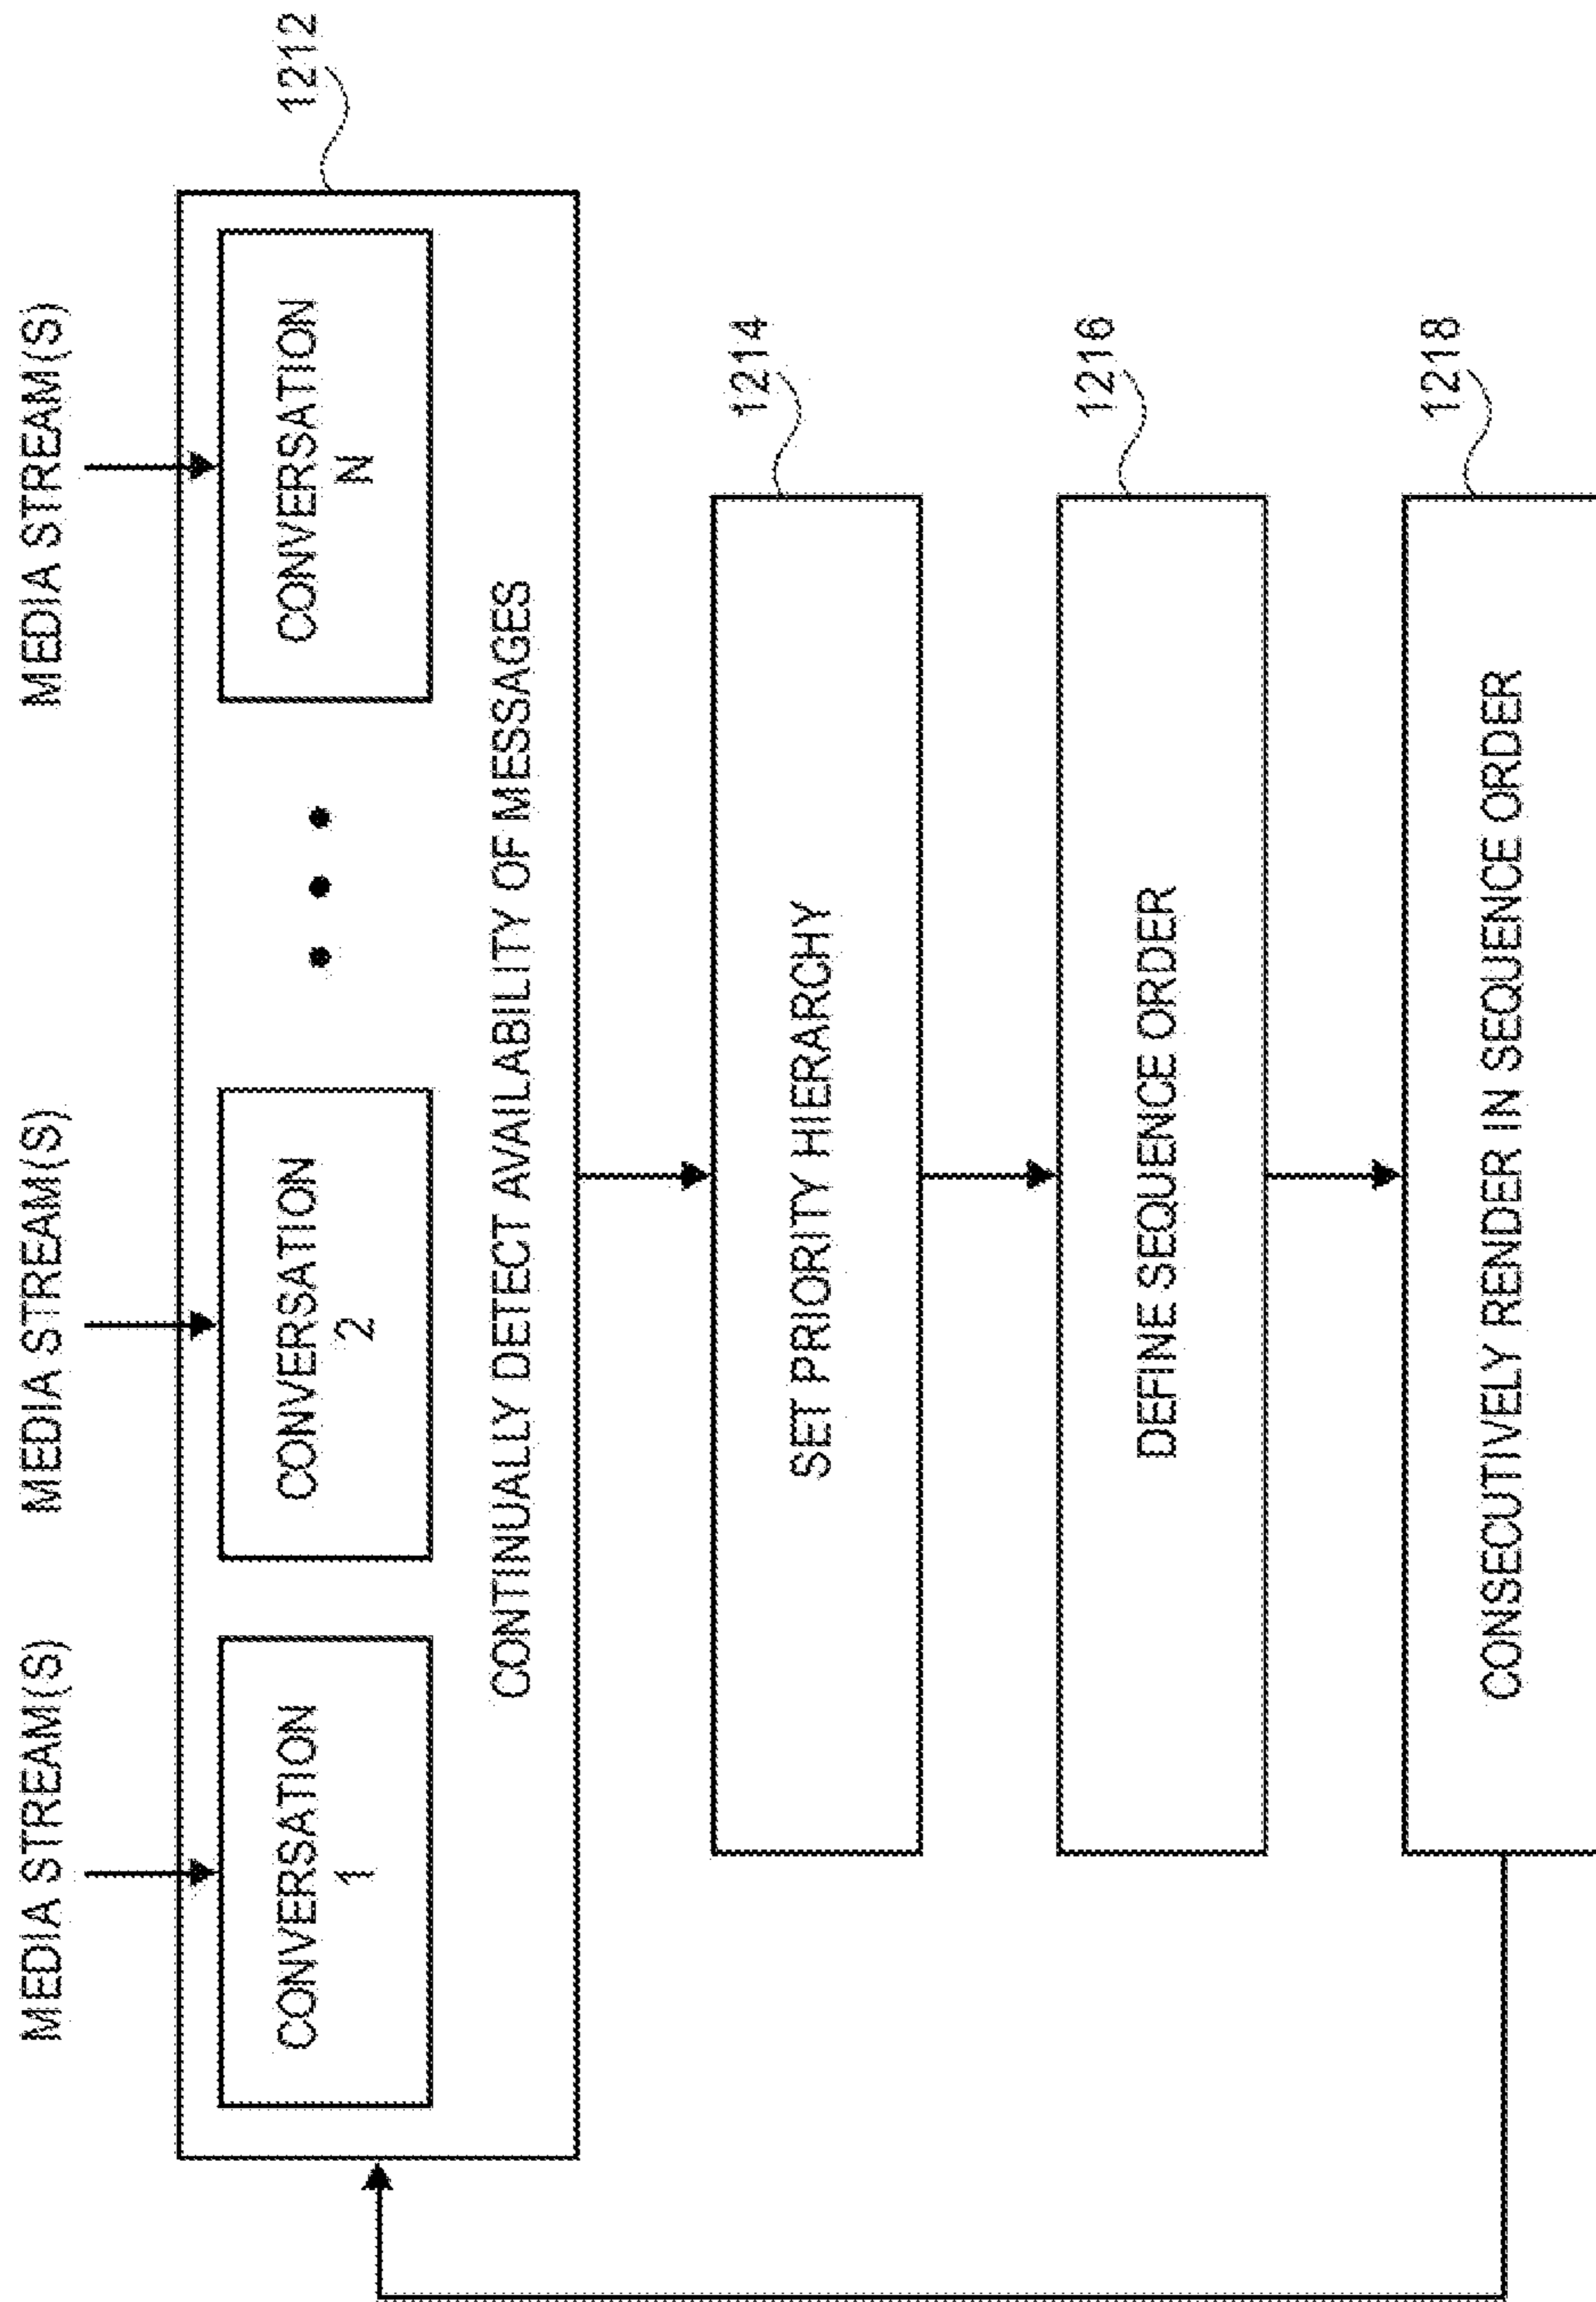 MEDIA STREAM(S)
MEDIA STREAM(S)
MEDIA STREAM(S)
1212
CONVERSATION
1
CONVERSATION
2
CONVERSATION
N
CONTINUALLY DETECT AVAILABILITY OF MESSAGES
1214
SET PRIORITY HIERARCHY
1216
DEFINE SEQUENCE ORDER
1218
CONSECUTIVELY RENDER IN SEQUENCE ORDER